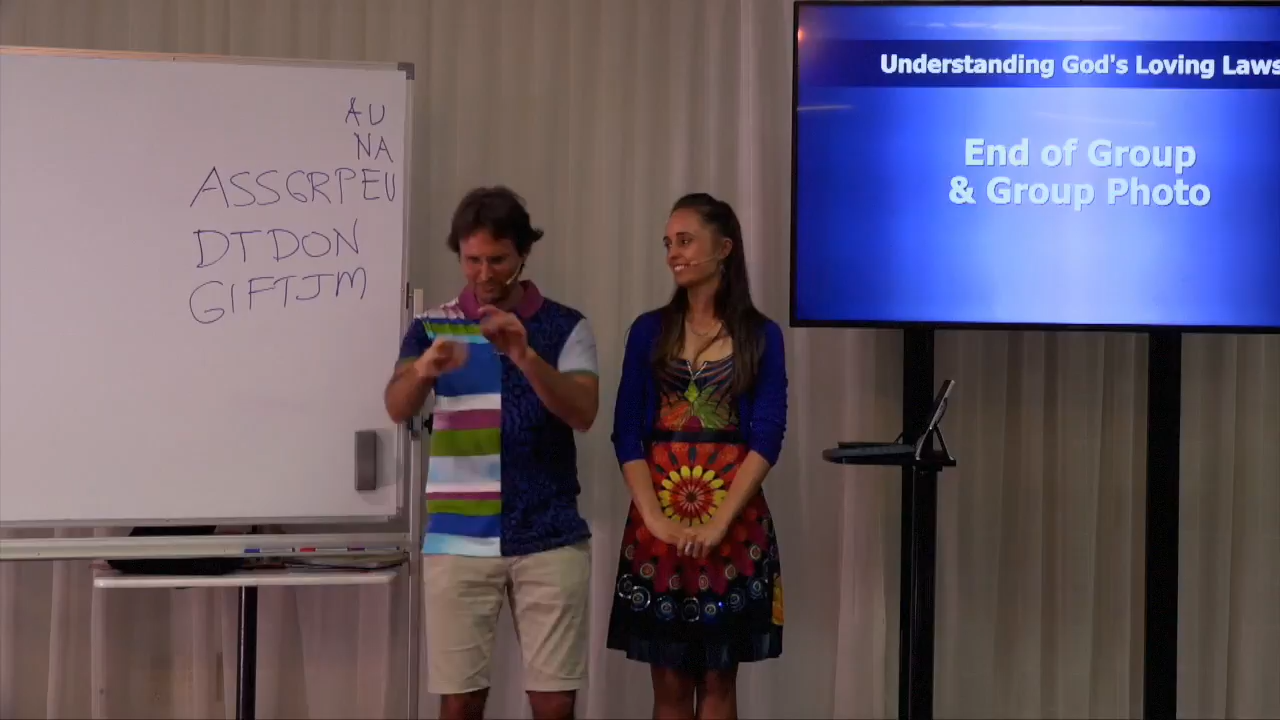 AU
NA
ASSGRPEU
DTDON
GIFTJM
Understanding God's Loving Laws
End of Group
& Group Photo